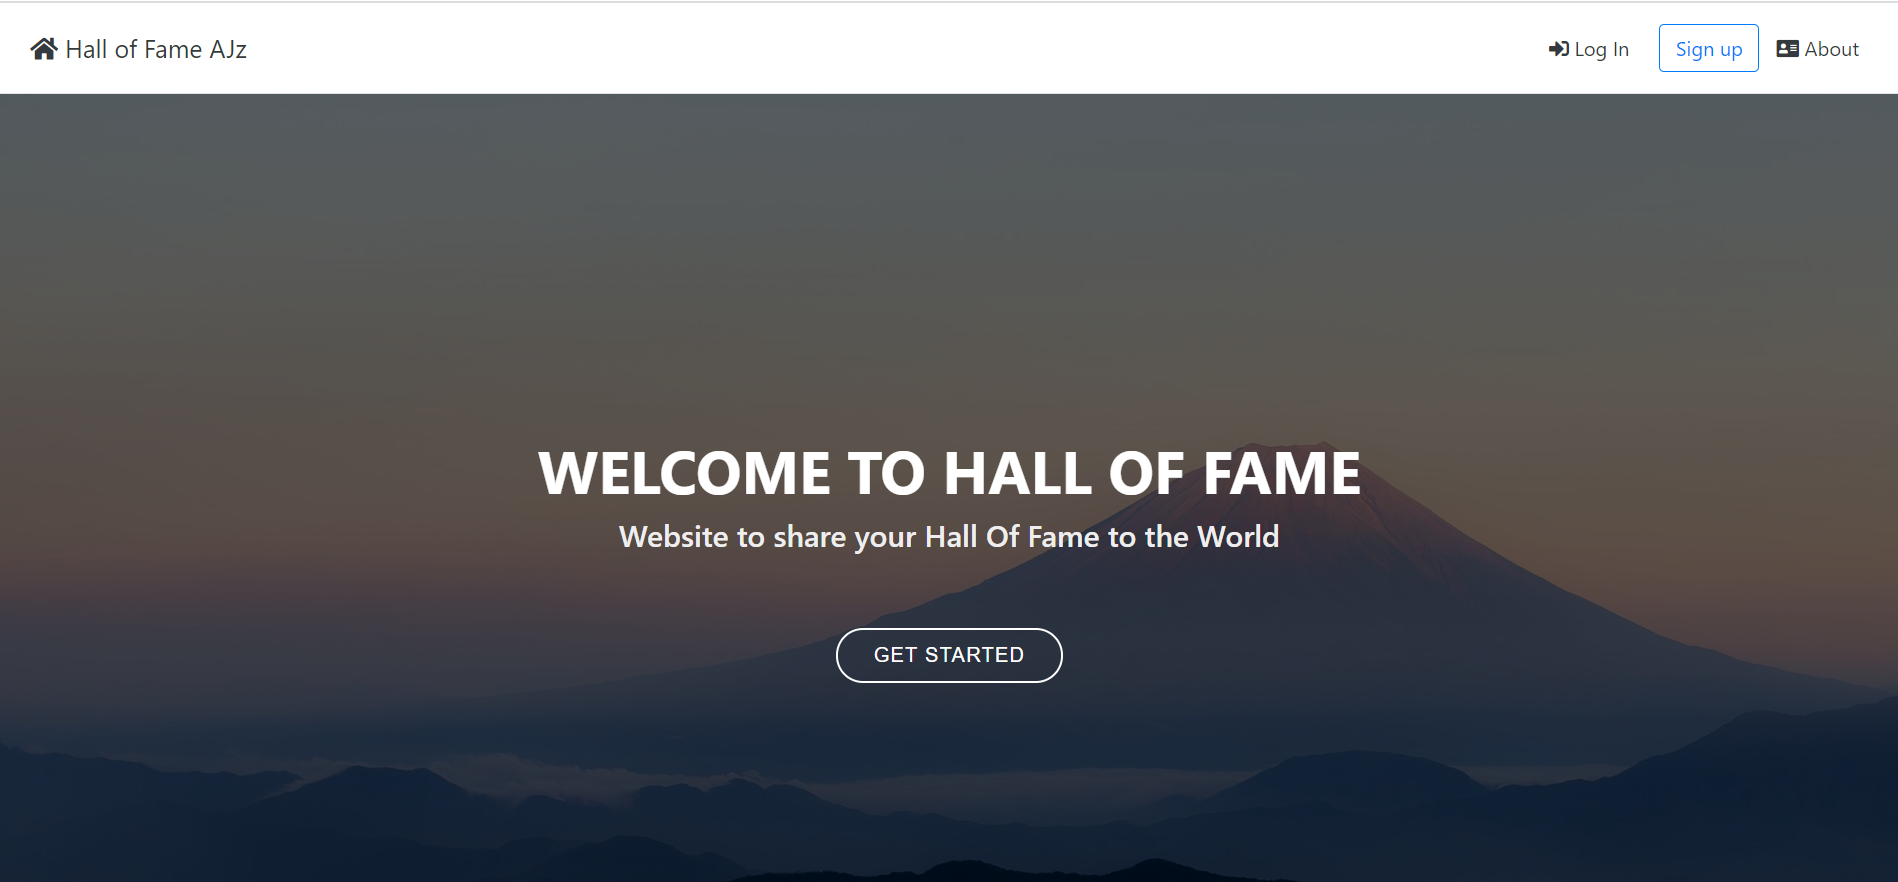 Hall of Fame AJz
Log In
Sign up
About
WELCOME TO HALL OF FAME
Website to share your Hall Of Fame to the World
GET STARTED